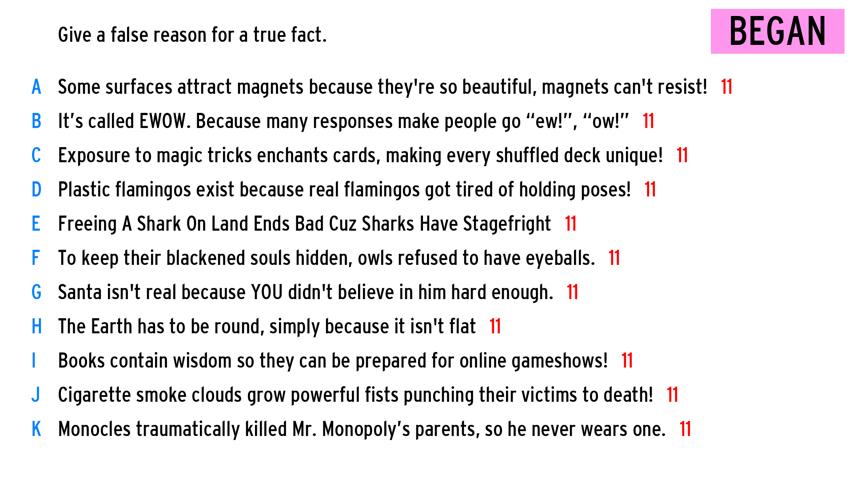 Give a false reason for a true fact.
BEGAN
A Some surfaces attract magnets because they're so beautiful, magnets can't resist! 11
B It’s called EWOW. Because many responses make people go “ew!”, “ow!” 11
C Exposure to magic tricks enchants cards, making every shuffled deck unique! 11
D Plastic flamingos exist because real flamingos got tired of holding poses! 11
E Freeing A Shark On Land Ends Bad Cuz Sharks Have Stagefright 11
F To keep their blackened souls hidden, owls refused to have eyeballs. 11
G Santa isn't real because YOU didn't believe in him hard enough. 11
H The Earth has to be round, simply because it isn't flat 11
I Books contain wisdom so they can be prepared for online gameshows! 11
J Cigarette smoke clouds grow powerful fists punching their victims to death! 11
K Monocles traumatically killed Mr. Monopoly’s parents, so he never wears one. 11